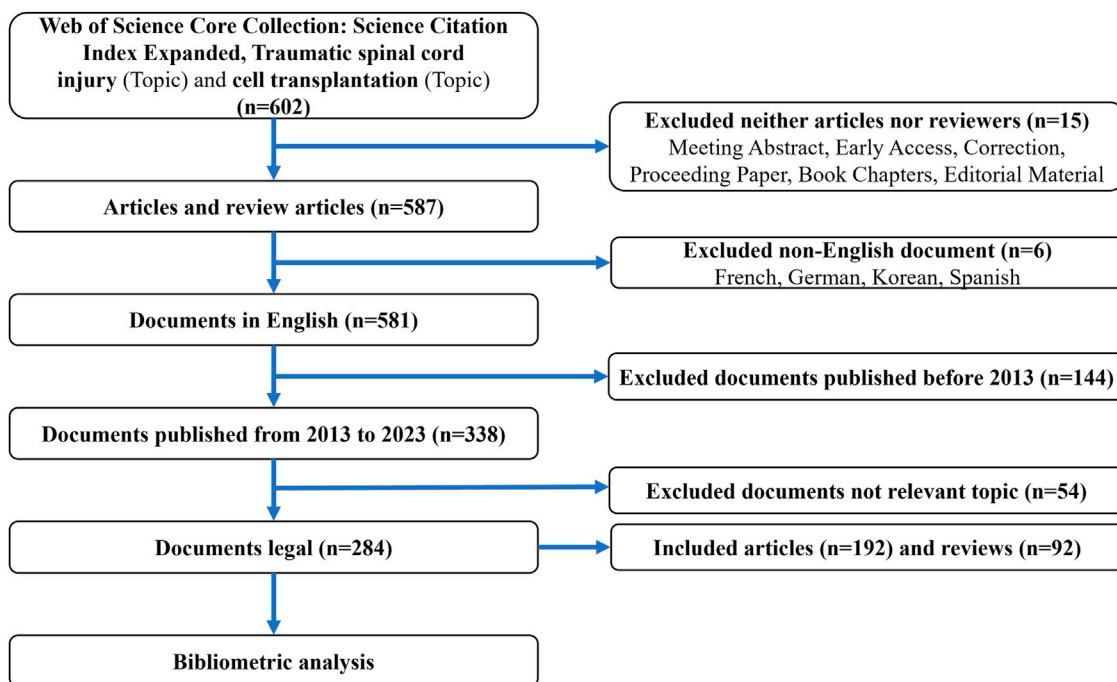 Web of Science Core Collection: Science Citation
Index Expanded, Traumatic spinal cord
injury (Topic) and cell transplantation (Topic)
(n=602)
Excluded neither articles nor reviewers (n=15)
Meeting Abstract, Early Access, Correction,
Proceeding Paper, Book Chapters, Editorial Material
Articles and review articles (n=587)
Excluded non-English document (n=6)
French, German, Korean, Spanish
Documents in English (n=581)
Excluded documents published before 2013 (n=144)
Documents published from 2013 to 2023 (n=338)
Excluded documents not relevant topic (n=54)
Documents legal (n=284)
Included articles (n=192) and reviews (n=92)
Bibliometric analysis